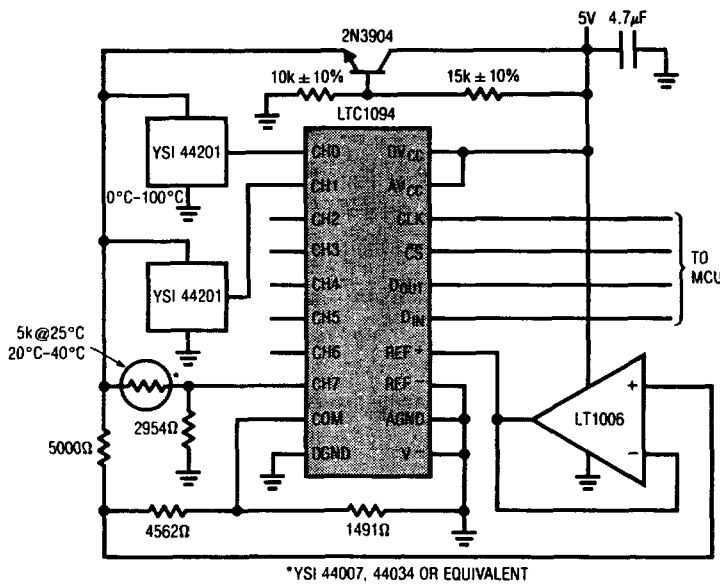 5V
4.7μF
2N3904
10k ± 10%
15k ± 10%
LTC1094
YSI 44201
0°C–100°C
CH0
CH1
CH2
CH3
CH4
CH5
CH6
CH7
COM
DGND
DVCC
AVCC
CLK
CS
DOUT
DIN
REF +
REF −
AGND
V −
TO
MCU
YSI 44201
5k @ 25°C
20°C–40°C
*
2954Ω
5000Ω
4562Ω
1491Ω
+
LT1006
−
*YSI 44007, 44034 OR EQUIVALENT